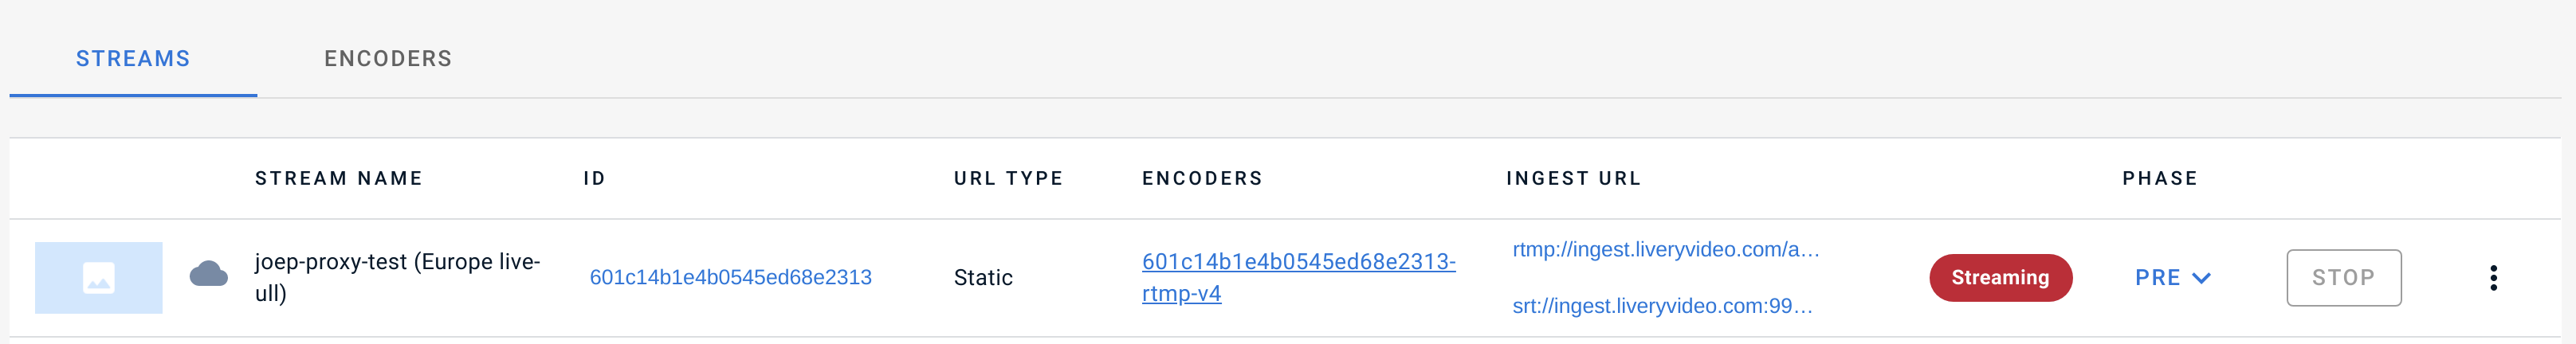 STREAMS ENCODERS
STREAM NAME ID URL TYPE ENCODERS INGEST URL PHASE
joep-proxy-test (Europe live-
ull)
601c14b1e4b0545ed68e2313
Static
601c14b1e4b0545ed68e2313-
rtmp-v4
rtmp://ingest.liveryvideo.com/a...
srt://ingest.liveryvideo.com:99...
Streaming
PRE
STOP